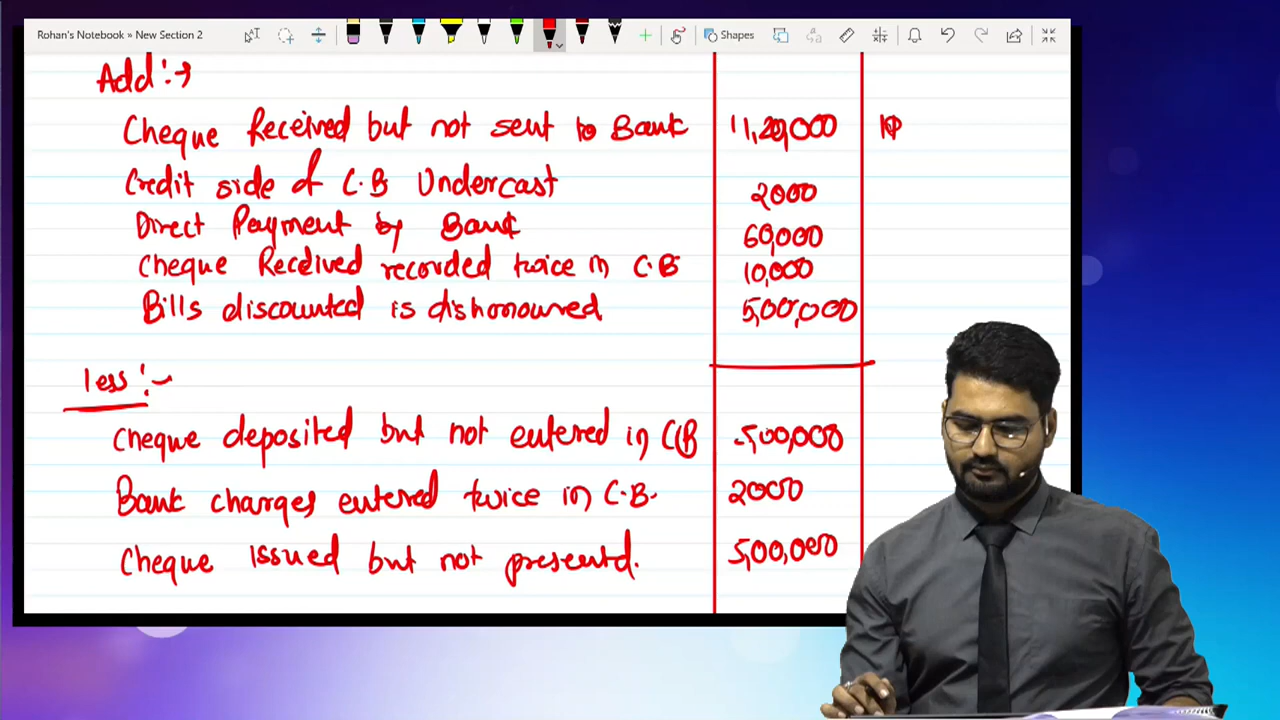 Rohan's Notebook » New Section 2
Shapes
Add :→
Cheque Received but not sent to Bank 11,20,000
Credit side of C.B Undercast 2000
Direct Payment by Bank 60,000
Cheque Received recorded twice in C.B 10,000
Bills discounted is dishonoured 5,00,000
less :-
Cheque deposited but not entered in CB 500,000
Bank charges entered twice in C.B. 2000
Cheque issued but not presentd. 5,00,000